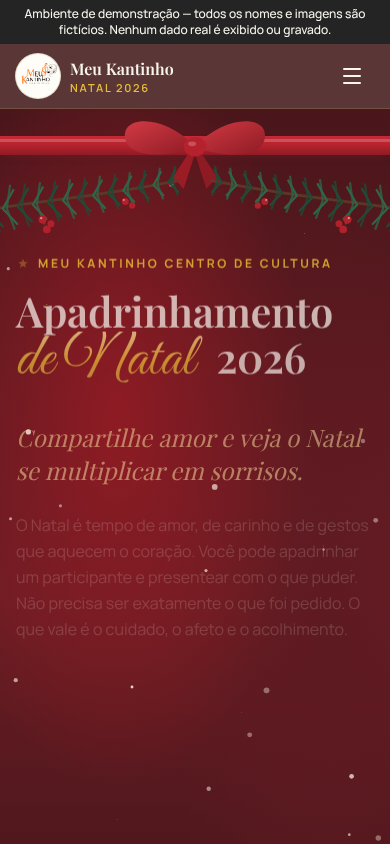 Ambiente de demonstração — todos os nomes e imagens são
fictícios. Nenhum dado real é exibido ou gravado.
MEU
KANTINHO
Meu Kantinho
NATAL 2026
★ MEU KANTINHO CENTRO DE CULTURA
Apadrinhamento
de Natal 2026
Compartilhe amor e veja o Natal
se multiplicar em sorrisos.
O Natal é tempo de amor, de carinho e de gestos
que aquecem o coração. Você pode apadrinhar
um participante e presentear com o que puder.
Não precisa ser exatamente o que foi pedido. O
que vale é o cuidado, o afeto e o acolhimento.